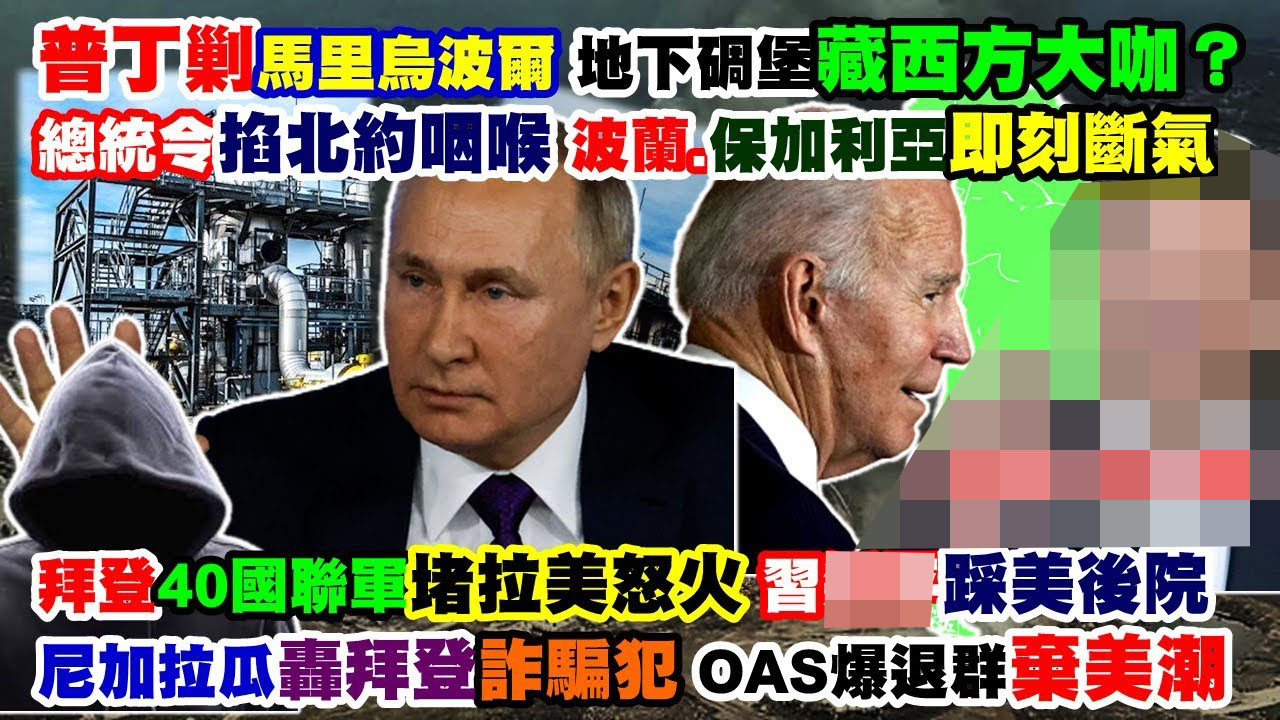 普丁剿馬里烏波爾 地下碉堡藏西方大咖？
總統令掐北約咽喉 波蘭.保加利亞即刻斷氣
拜登40國聯軍堵拉美怒火 習 踩美後院
尼加拉瓜轟拜登詐騙犯 OAS爆退群棄美潮